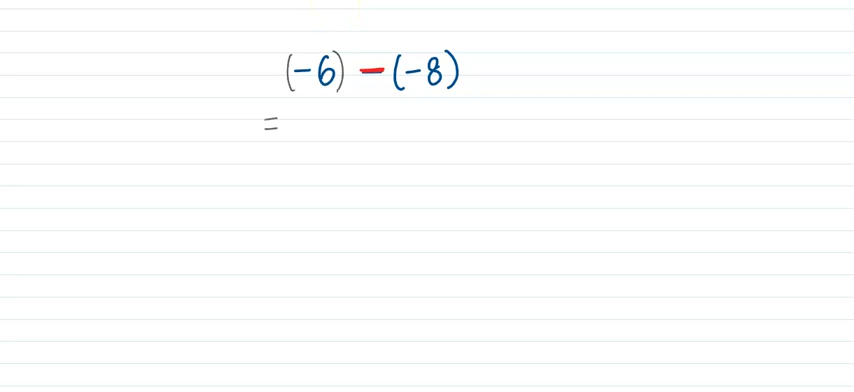 (-6) - (-8)
=